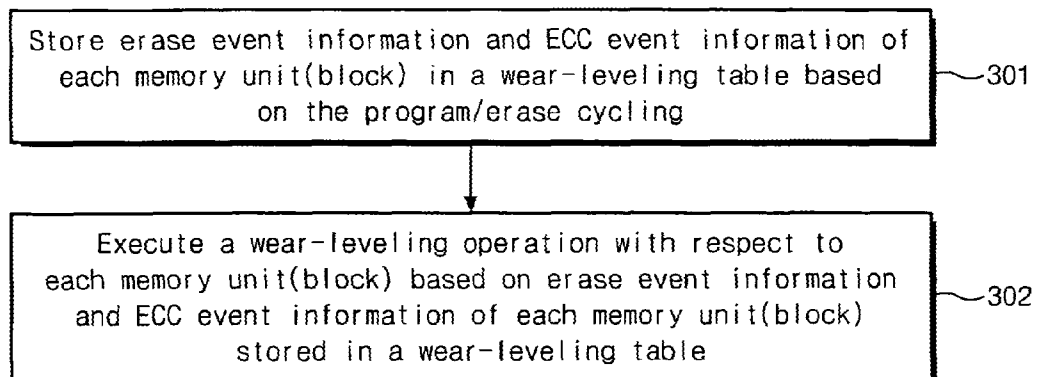 Store erase event information and ECC event information of
each memory unit(block) in a wear-leveling table based
on the program/erase cycling
301
Execute a wear-leveling operation with respect to
each memory unit(block) based on erase event information
and ECC event information of each memory unit(block)
stored in a wear-leveling table
302